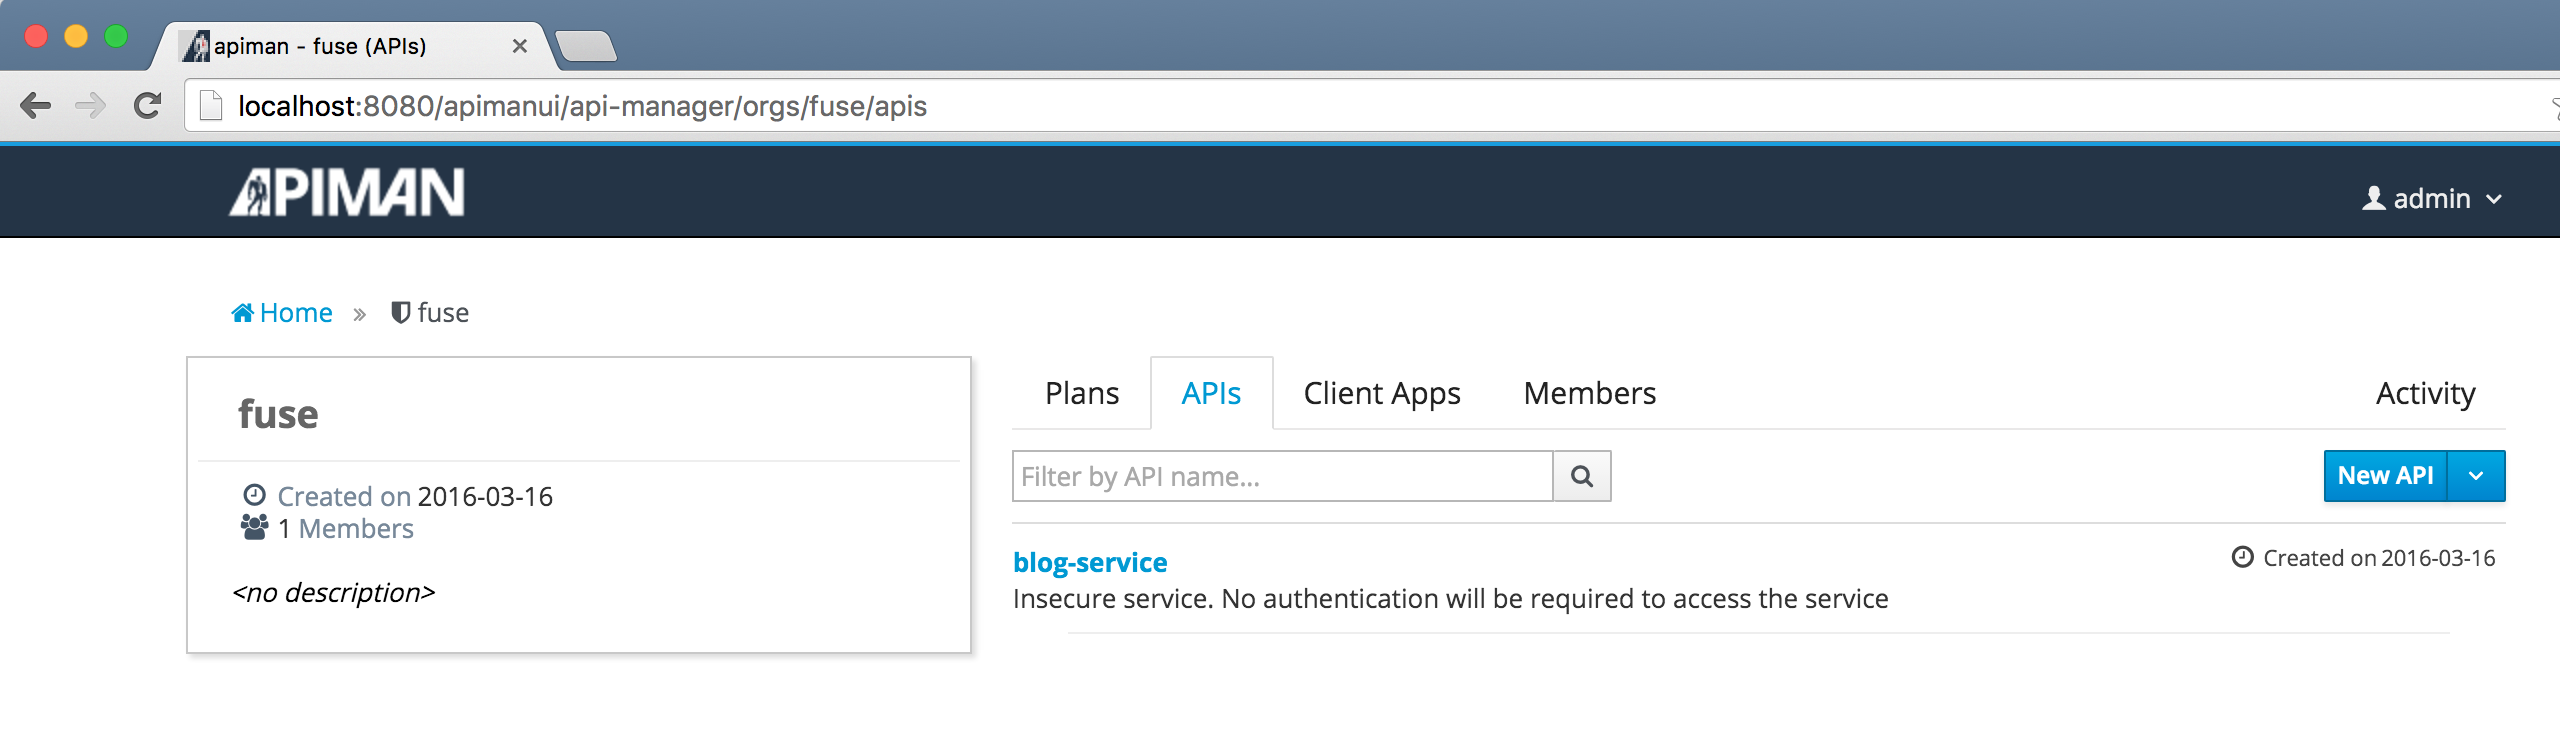 apiman - fuse (APIs)
localhost:8080/apimanui/api-manager/orgs/fuse/apis
APIMAN
admin
Home » fuse
fuse
Created on 2016-03-16
1 Members
<no description>
Plans APIs Client Apps Members Activity
Filter by API name...
New API
blog-service
Created on 2016-03-16
Insecure service. No authentication will be required to access the service